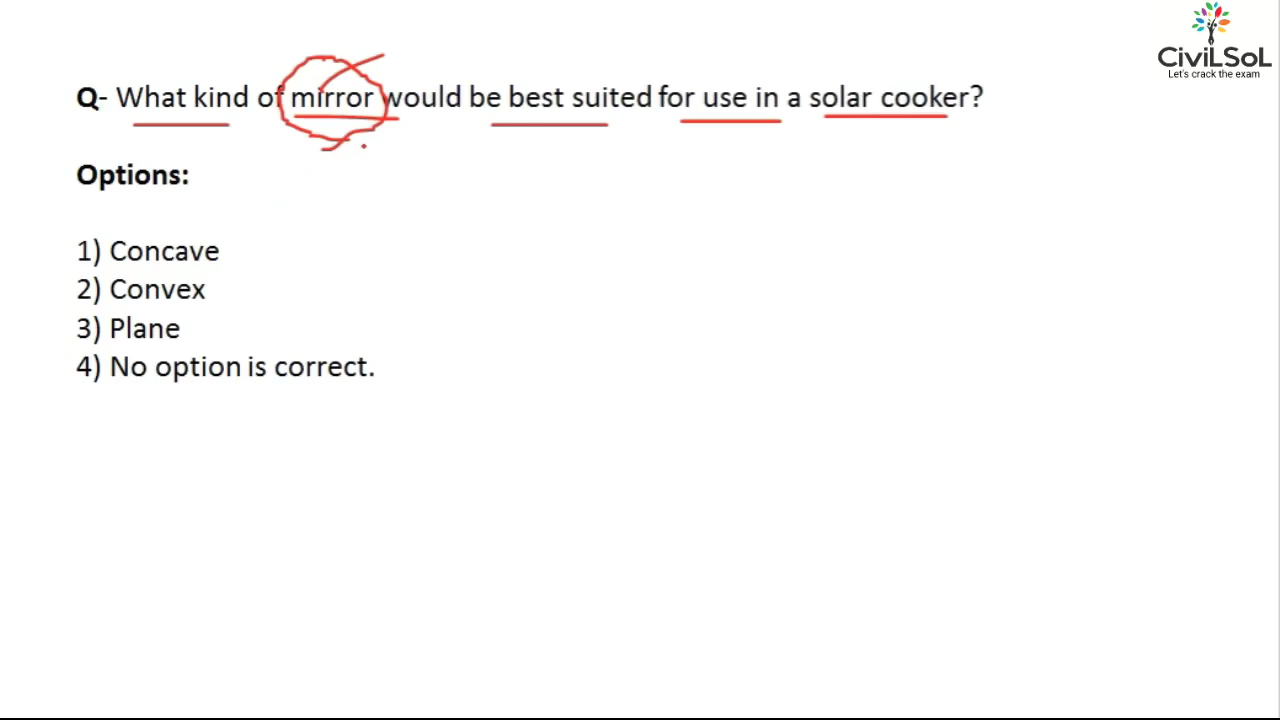 CiviLSoL
Let's crack the exam
Q- What kind of mirror would be best suited for use in a solar cooker?
Options:
1) Concave
2) Convex
3) Plane
4) No option is correct.